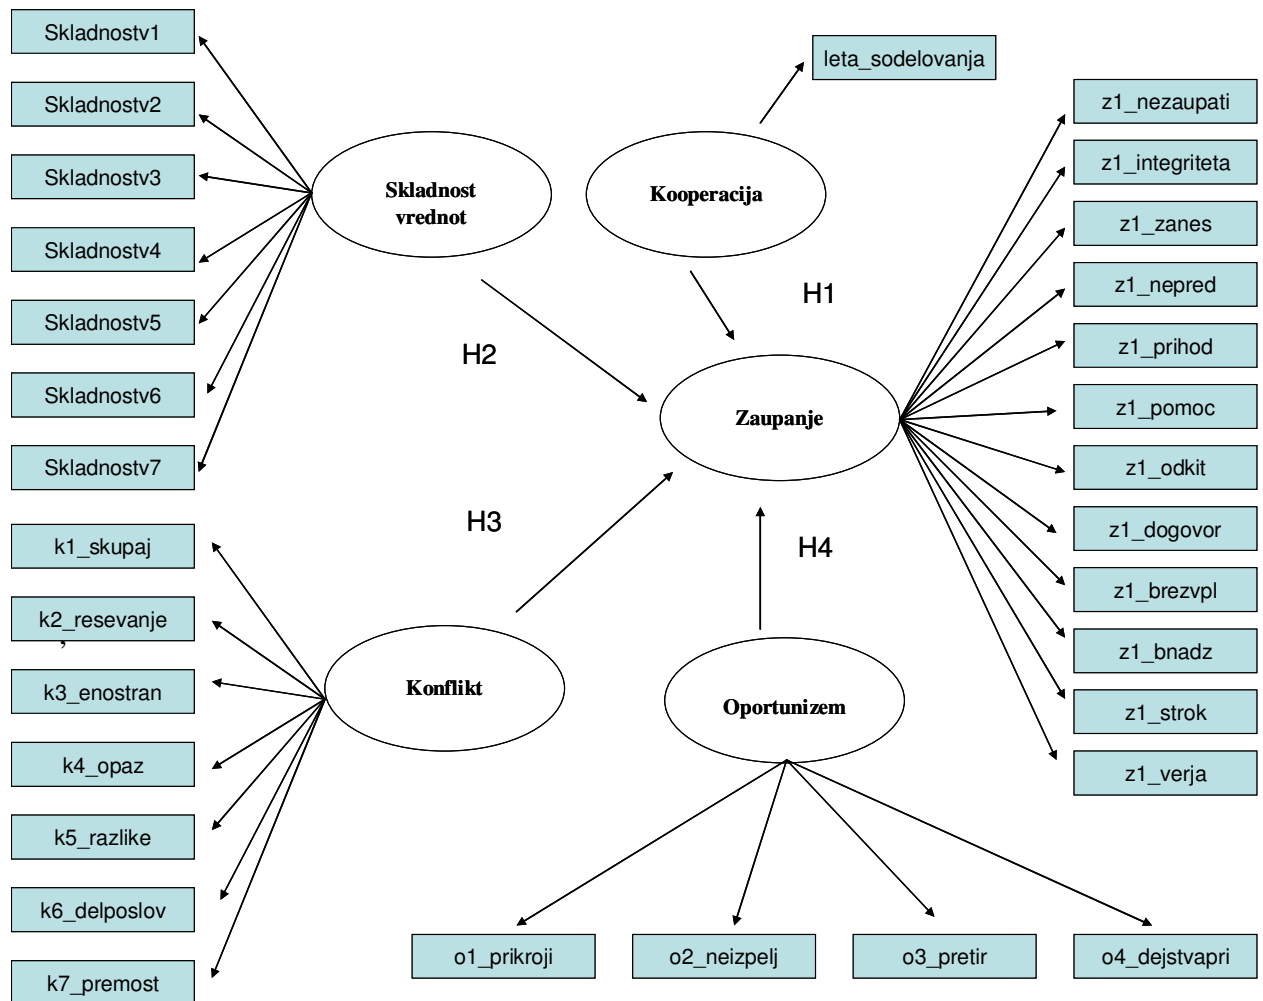 Skladnostv1
Skladnostv2
Skladnostv3
Skladnostv4
Skladnostv5
Skladnostv6
Skladnostv7
k1_skupaj
k2_resevanje
,
k3_enostran
k4_opaz
k5_razlike
k6_delposlov
k7_premost
Skladnost
vrednot
Kooperacija
leta_sodelovanja
H1
H2
Zaupanje
H3
H4
Konflikt
Oportunizem
z1_nezaupati
z1_integriteta
z1_zanes
z1_nepred
z1_prihod
z1_pomoc
z1_odkit
z1_dogovor
z1_brezvpl
z1_bnadz
z1_strok
z1_verja
o1_prikroji
o2_neizpelj
o3_pretir
o4_dejstvapri